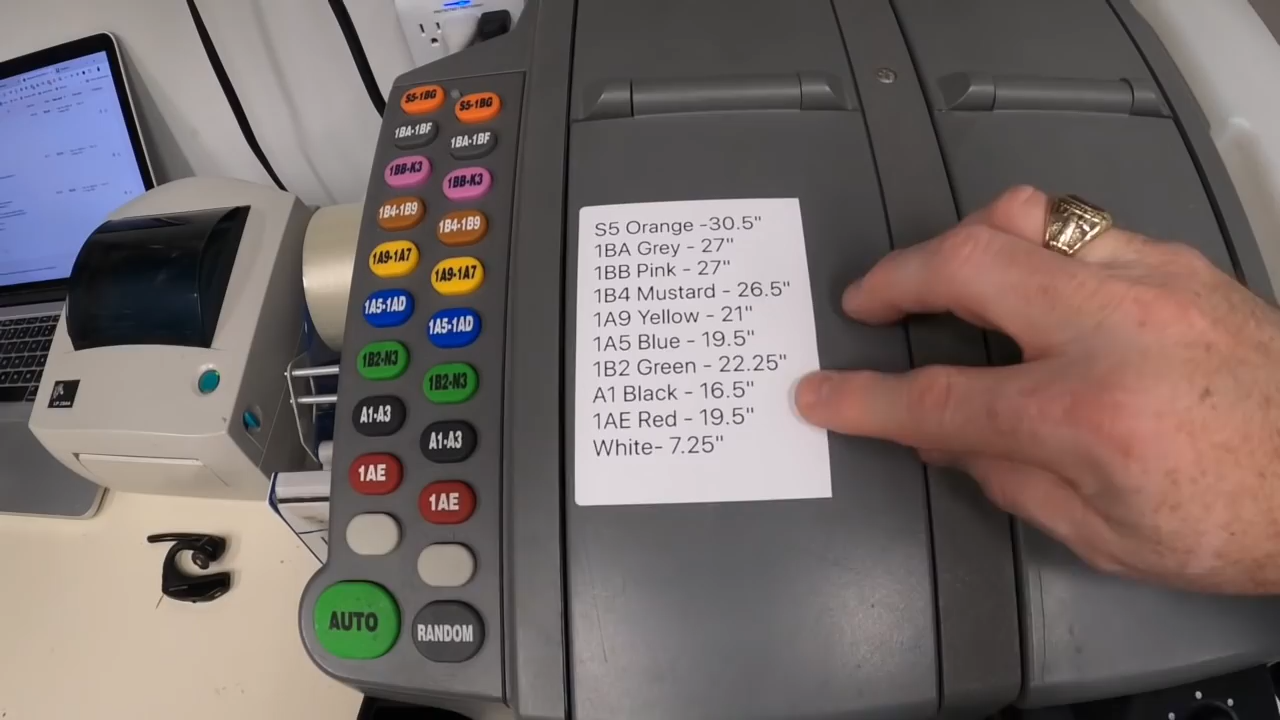 S5-1BG S5-1BG
1BA-1BF 1BA-1BF
1BB-K3 1BB-K3
1B4-1B9 1B4-1B9
1A9-1A7 1A9-1A7
1A5-1AD 1A5-1AD
1B2-N3 1B2-N3
A1-A3 A1-A3
1AE 1AE
AUTO RANDOM
S5 Orange -30.5"
1BA Grey - 27"
1BB Pink - 27"
1B4 Mustard - 26.5"
1A9 Yellow - 21"
1A5 Blue - 19.5"
1B2 Green - 22.25"
A1 Black - 16.5"
1AE Red - 19.5"
White- 7.25"